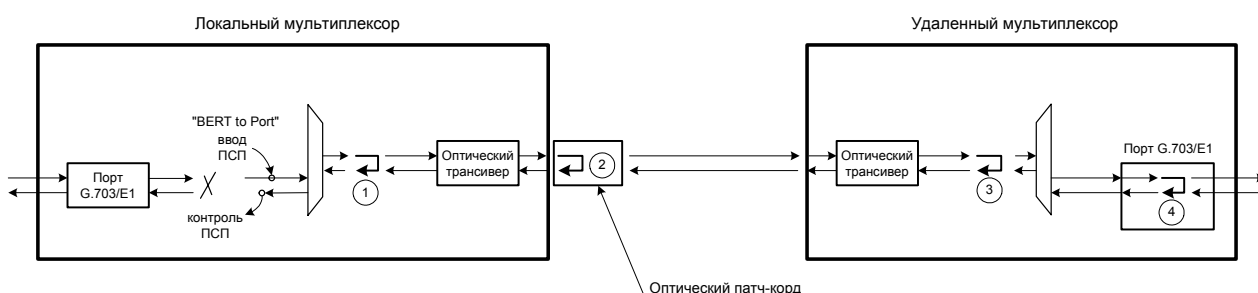 Локальный мультиплексор
Удаленный мультиплексор
"BERT to Port"
ввод
ПСП
Порт
G.703/E1
контроль
ПСП
1
Оптический
трансивер
2
Оптический
трансивер
3
Порт G.703/E1
4
Оптический патч-корд